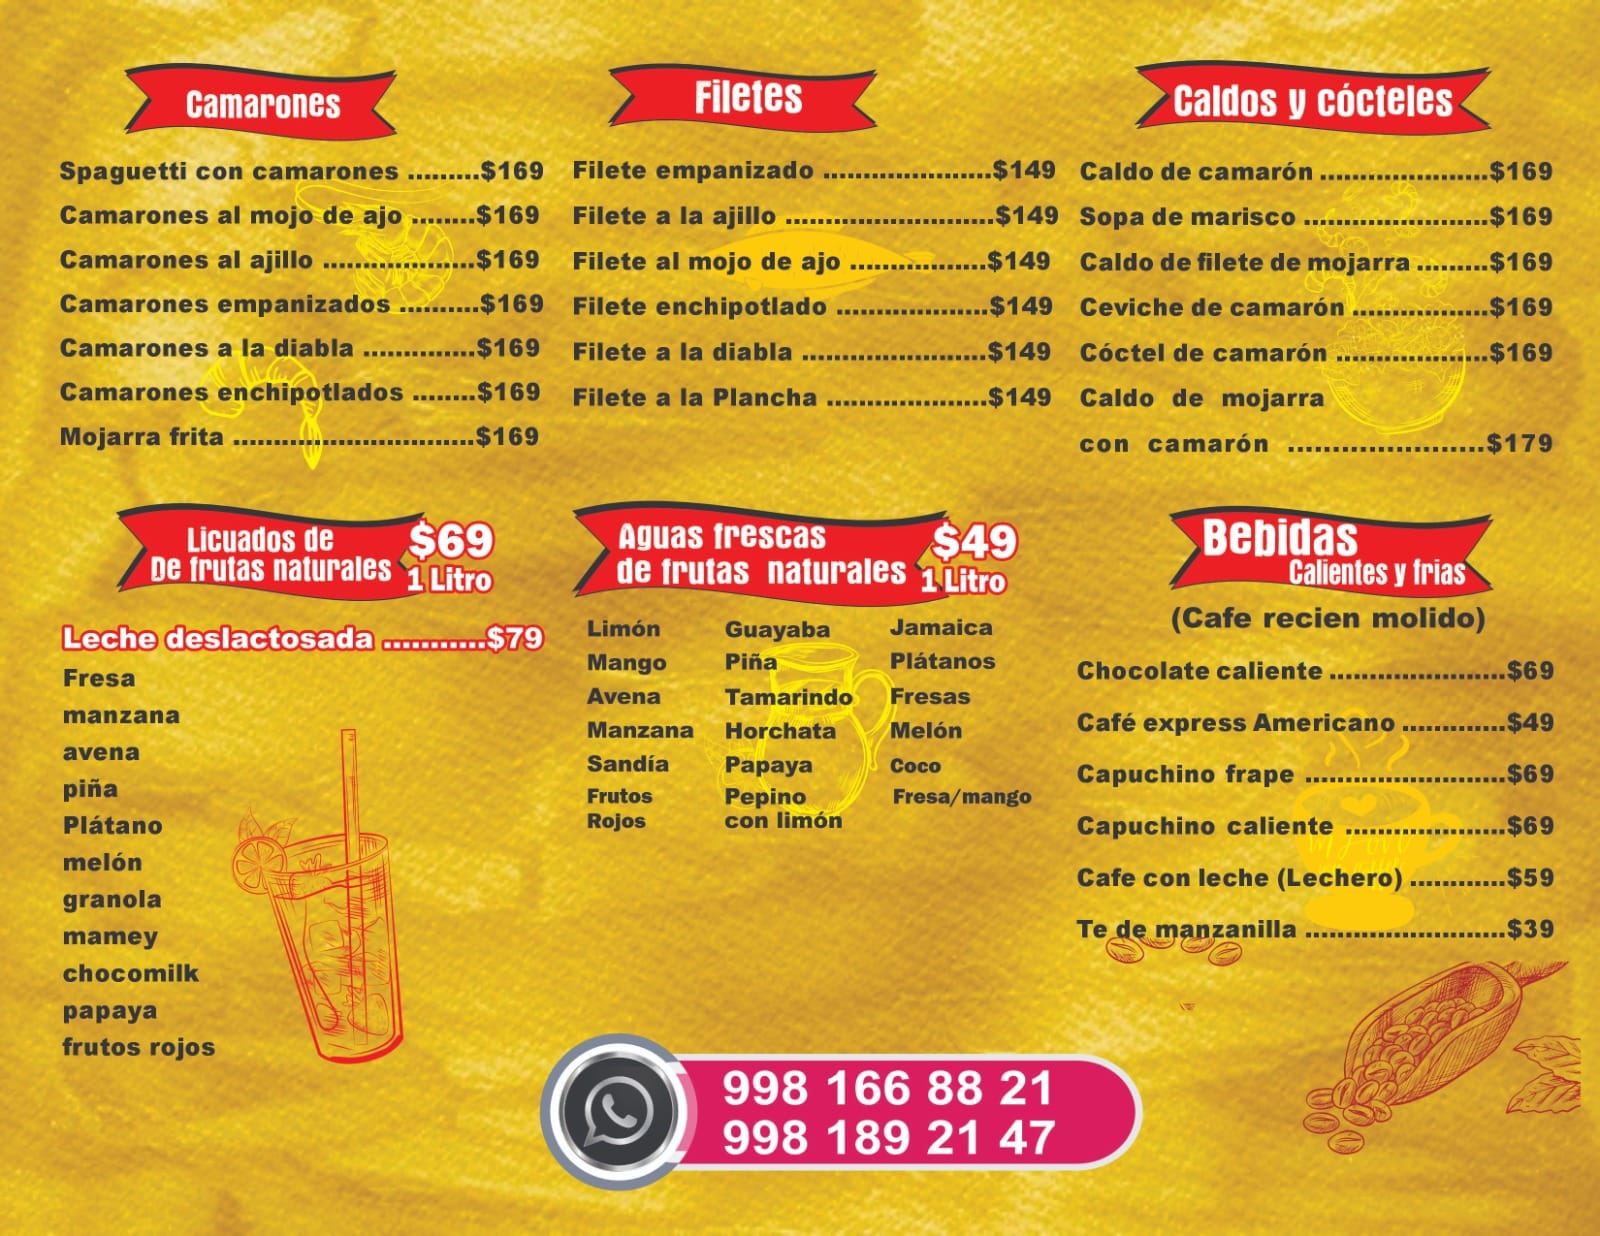 Camarones
Spaguetti con camarones .........$169
Camarones al mojo de ajo ........$169
Camarones al ajillo ...................$169
Camarones empanizados ..........$169
Camarones a la diabla ..............$169
Camarones enchipotlados ........$169
Mojarra frita ..............................$169
Filetes
Filete empanizado .....................$149
Filete a la ajillo ..........................$149
Filete al mojo de ajo .................$149
Filete enchipotlado ...................$149
Filete a la diabla .......................$149
Filete a la Plancha ....................$149
Caldos y cócteles
Caldo de camarón .....................$169
Sopa de marisco .......................$169
Caldo de filete de mojarra .........$169
Ceviche de camarón .................$169
Cóctel de camarón ...................$169
Caldo de mojarra
con camarón ......................$179
Licuados de
De frutas naturales
$69
1 Litro
Leche deslactosada ...........$79
Fresa
manzana
avena
piña
Plátano
melón
granola
mamey
chocomilk
papaya
frutos rojos
Aguas frescas
de frutas naturales
$49
1 Litro
Limón
Mango
Avena
Manzana
Sandía
Frutos
Rojos
Guayaba
Piña
Tamarindo
Horchata
Papaya
Pepino
con limón
Jamaica
Plátanos
Fresas
Melón
Coco
Fresa/mango
Bebidas
Calientes y frias
(Cafe recien molido)
Chocolate caliente ......................$69
Café express Americano .............$49
Capuchino frape .........................$69
Capuchino caliente ....................$69
Cafe con leche (Lechero) ............$59
Te de manzanilla .........................$39
998 166 88 21
998 189 21 47